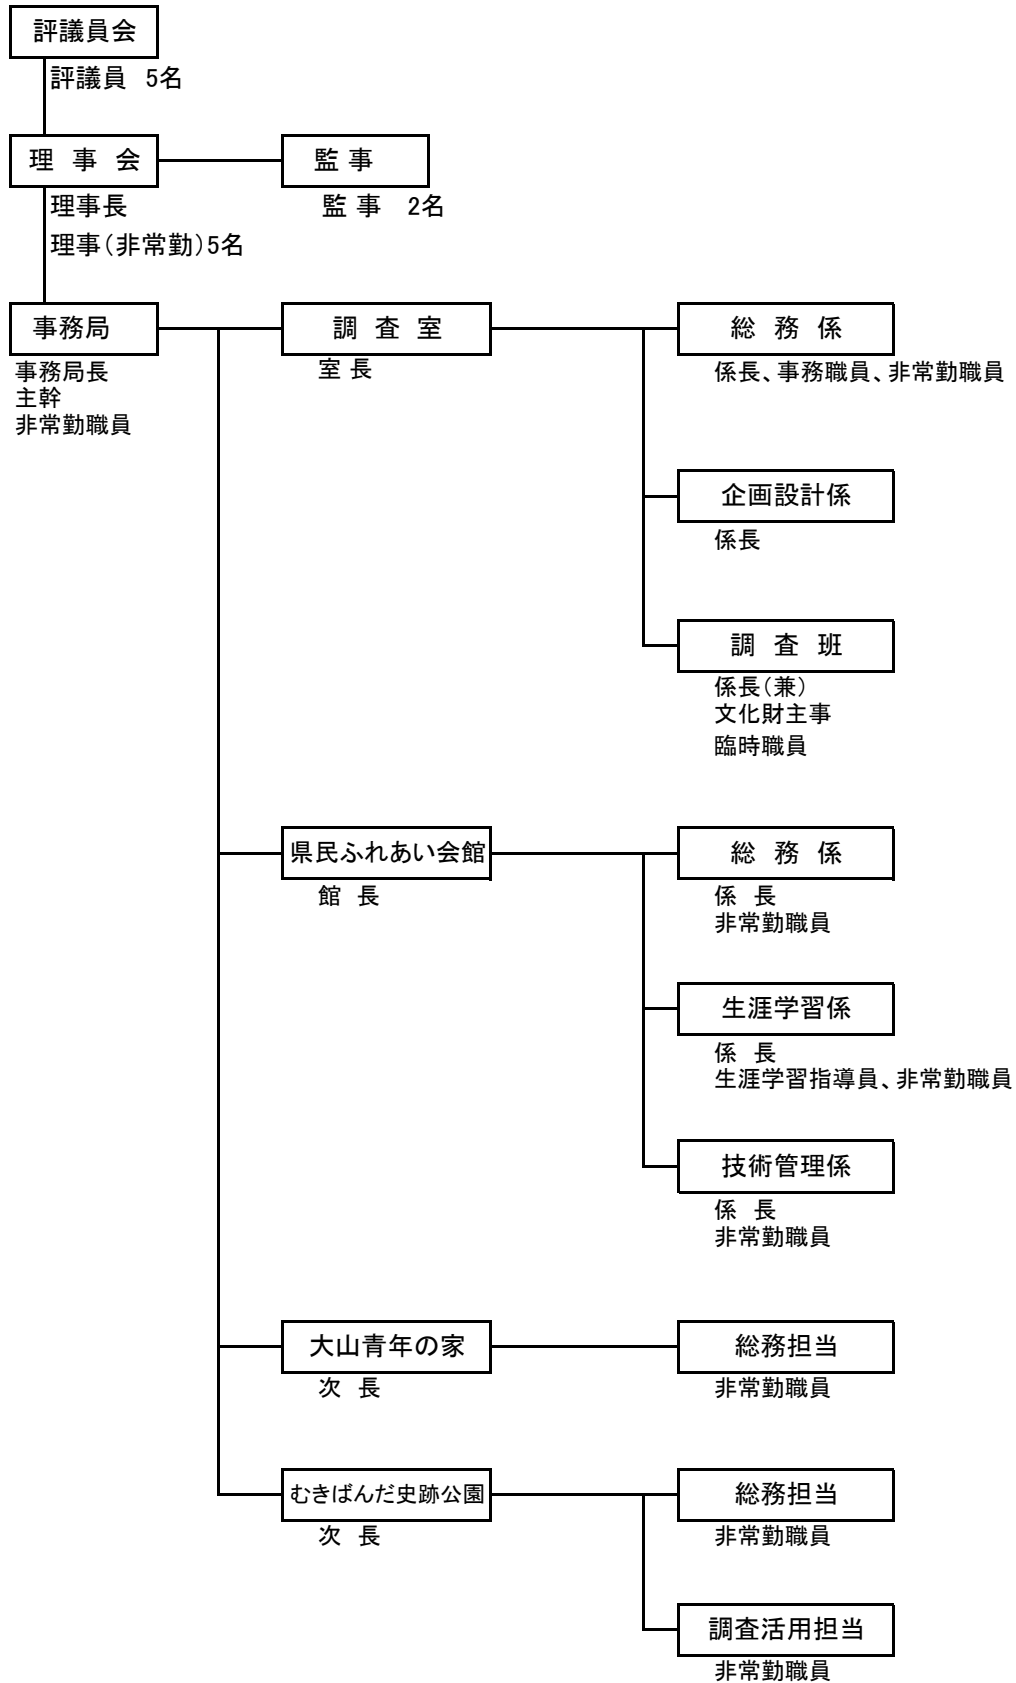 評議員会
評議員　5名
理　事　会
監 事
理事長
監 事　2名
理事（非常勤）5名
事務局
事務局長
主幹
非常勤職員
調　査　室
室 長
総　務　係
係長、事務職員、非常勤職員
企画設計係
係長
調　査　班
係長（兼）
文化財主事
臨時職員
県民ふれあい会館
館　長
総　務　係
係　長
非常勤職員
生涯学習係
係　長
生涯学習指導員、非常勤職員
技術管理係
係　長
非常勤職員
大山青年の家
次　長
総務担当
非常勤職員
むきばんだ史跡公園
次　長
総務担当
非常勤職員
調査活用担当
非常勤職員